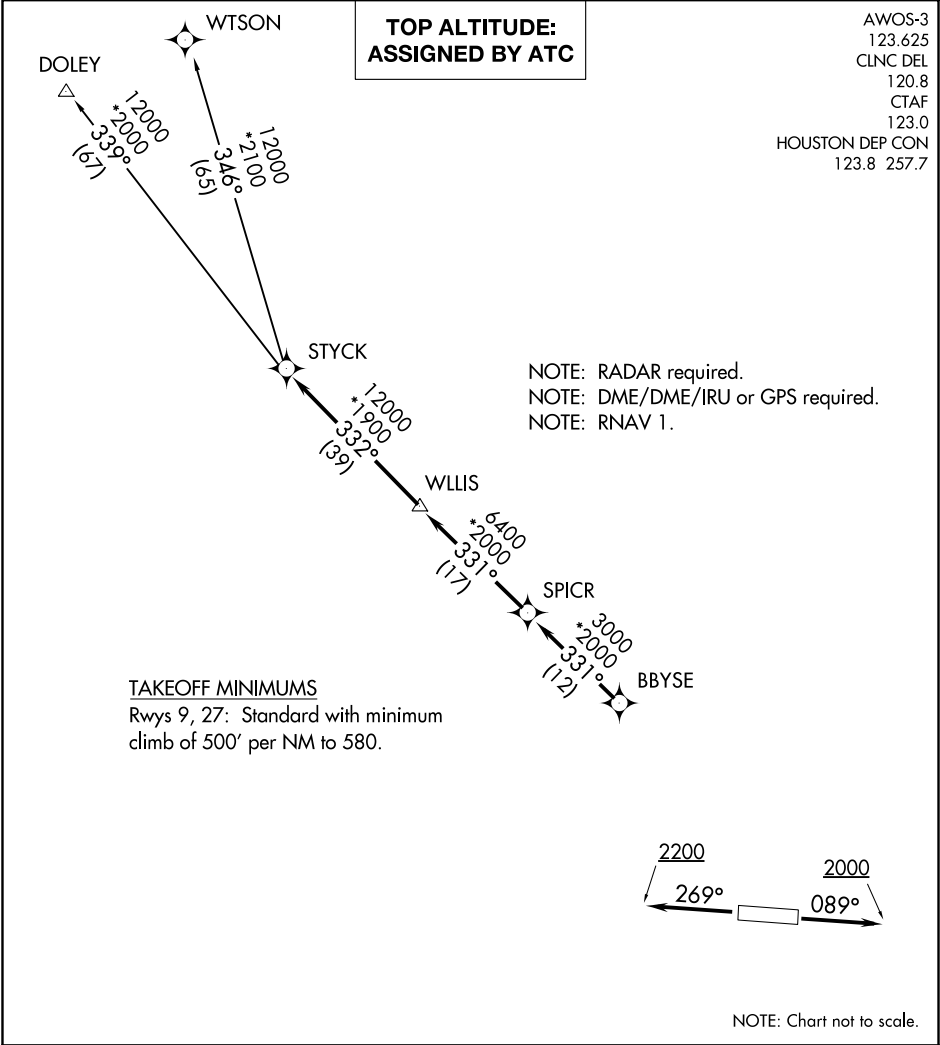 WTSON
DOLEY
TOP ALTITUDE:
ASSIGNED BY ATC
AWOS-3
123.625
CLNC DEL
120.8
CTAF
123.0
HOUSTON DEP CON
123.8 257.7
12000
*2000
339°
(67)
12000
*2100
346°
(65)
STYCK
NOTE: RADAR required.
NOTE: DME/DME/IRU or GPS required.
NOTE: RNAV 1.
12000
*1900
332°
(39)
WLLIS
6400
*2000
331°
(17)
SPICR
3000
*2000
331°
(12)
BBYSE
TAKEOFF MINIMUMS
Rwys 9, 27: Standard with minimum
climb of 500' per NM to 580.
2200
2000
269°
089°
NOTE: Chart not to scale.